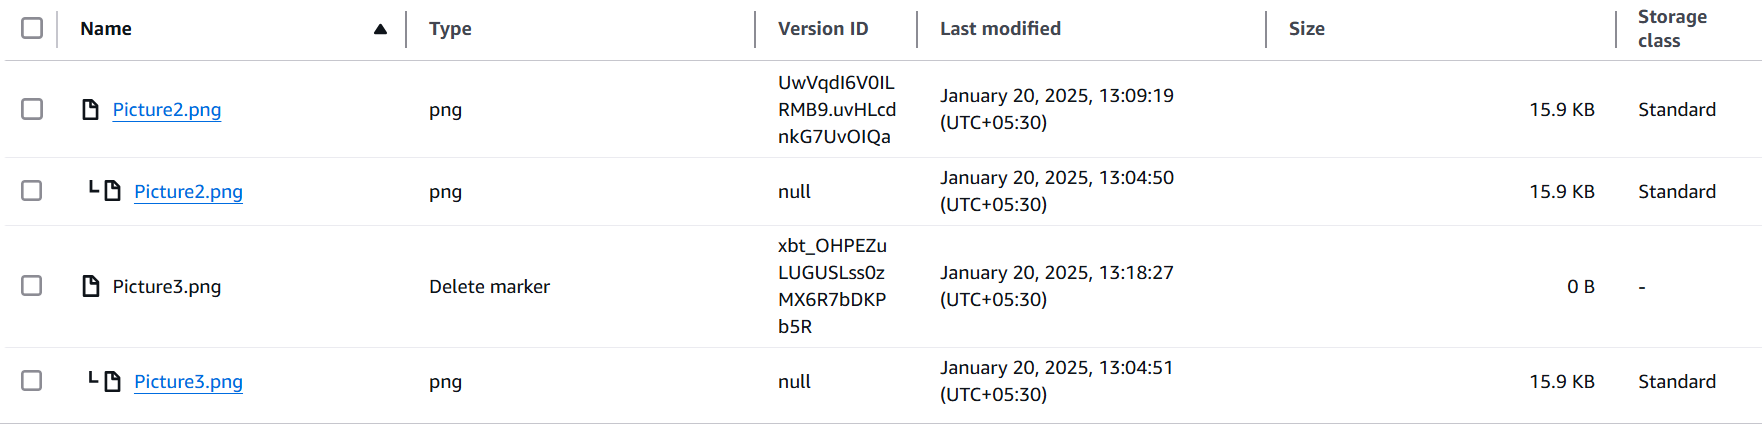 Name Type Version ID Last modified Size Storage class
Picture2.png png UwVqdI6V0IL January 20, 2025, 13:09:19 15.9 KB Standard
RMB9.uvHLcd (UTC+05:30)
nkG7UvOIQa
Picture2.png png null January 20, 2025, 13:04:50 15.9 KB Standard
(UTC+05:30)
Picture3.png Delete marker xbt_OHPEZu January 20, 2025, 13:18:27 0 B -
LUGUSLss0z (UTC+05:30)
MX6R7bDKP
b5R
Picture3.png png null January 20, 2025, 13:04:51 15.9 KB Standard
(UTC+05:30)